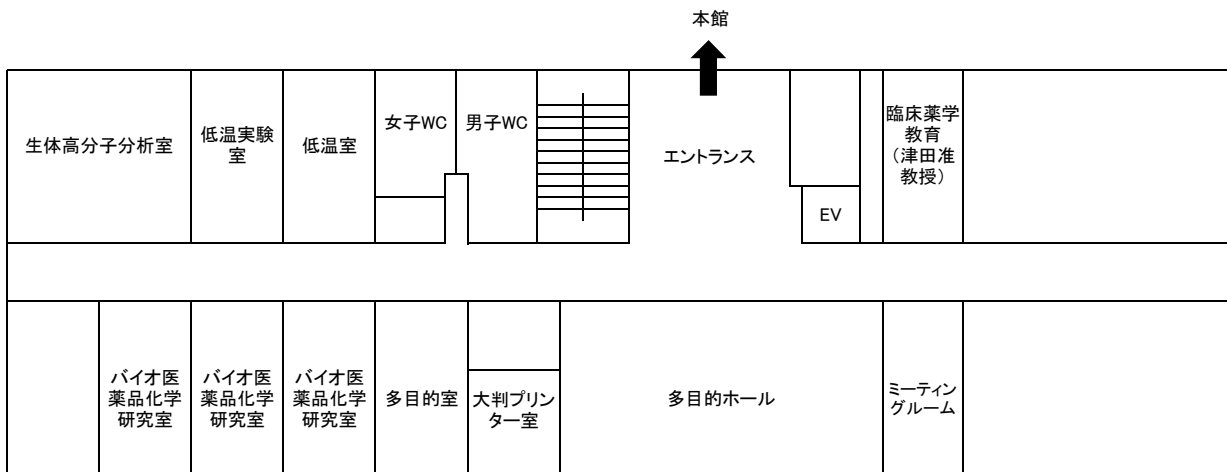 本館
生体高分子分析室
低温実験
室
低温室
女子WC
男子WC
エントランス
EV
臨床薬学
教育
（津田准
教授）
バイオ医
薬品化学
研究室
バイオ医
薬品化学
研究室
バイオ医
薬品化学
研究室
多目的室
大判プリン
ター室
多目的ホール
ミーティン
グルーム